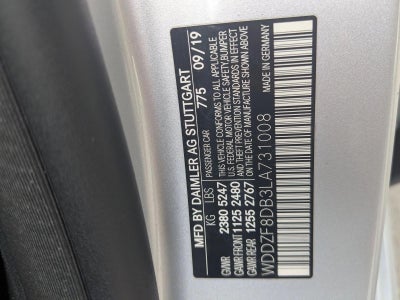 MFD BY DAIMLER AG STUTTGART
PASSENGER CAR 775 09/19
THIS VEHICLE CONFORMS TO ALL APPLICABLE
U.S. FEDERAL MOTOR VEHICLE SAFETY, BUMPER
AND THEFT PREVENTION STANDARDS IN EFFECT
ON THE DATE OF MANUFACTURE SHOWN ABOVE
KG LBS
GVWR 2380 5247
GAWR FRONT 1125 2480
GAWR REAR 1255 2767
WDDZF8DB3LA731008
MADE IN GERMANY